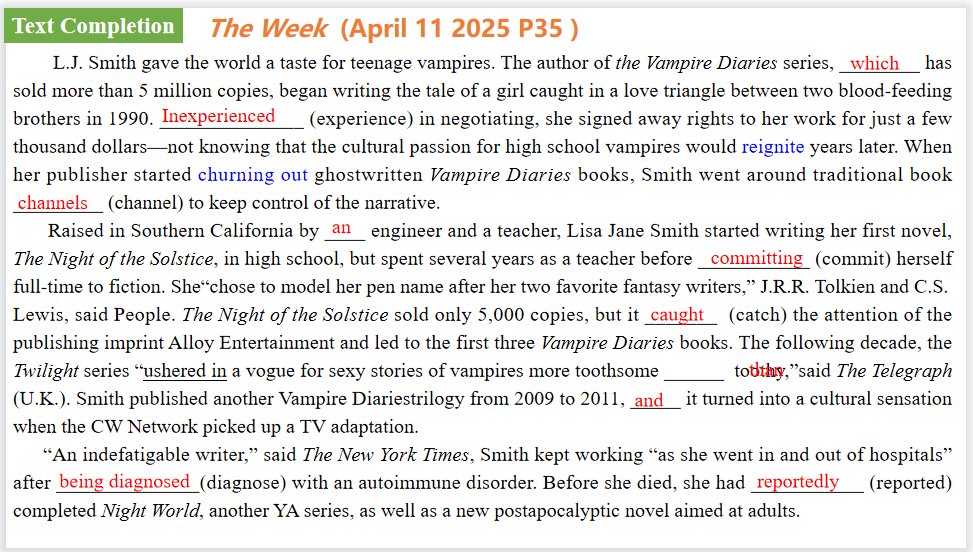 Text Completion The Week (April 11 2025 P35 )
L.J. Smith gave the world a taste for teenage vampires. The author of the Vampire Diaries series, which has
sold more than 5 million copies, began writing the tale of a girl caught in a love triangle between two blood-feeding
brothers in 1990. Inexperienced (experience) in negotiating, she signed away rights to her work for just a few
thousand dollars—not knowing that the cultural passion for high school vampires would reignite years later. When
her publisher started churning out ghostwritten Vampire Diaries books, Smith went around traditional book
channels (channel) to keep control of the narrative.
Raised in Southern California by an engineer and a teacher, Lisa Jane Smith started writing her first novel,
The Night of the Solstice, in high school, but spent several years as a teacher before committing (commit) herself
full-time to fiction. She“chose to model her pen name after her two favorite fantasy writers,” J.R.R. Tolkien and C.S.
Lewis, said People. The Night of the Solstice sold only 5,000 copies, but it caught (catch) the attention of the
publishing imprint Alloy Entertainment and led to the first three Vampire Diaries books. The following decade, the
Twilight series “ushered in a vogue for sexy stories of vampires more toothsome ______ toothy,”said The Telegraph
than
(U.K.). Smith published another Vampire Diariestrilogy from 2009 to 2011, and it turned into a cultural sensation
when the CW Network picked up a TV adaptation.
“An indefatigable writer,” said The New York Times, Smith kept working “as she went in and out of hospitals”
after being diagnosed (diagnose) with an autoimmune disorder. Before she died, she had reportedly (reported)
completed Night World, another YA series, as well as a new postapocalyptic novel aimed at adults.